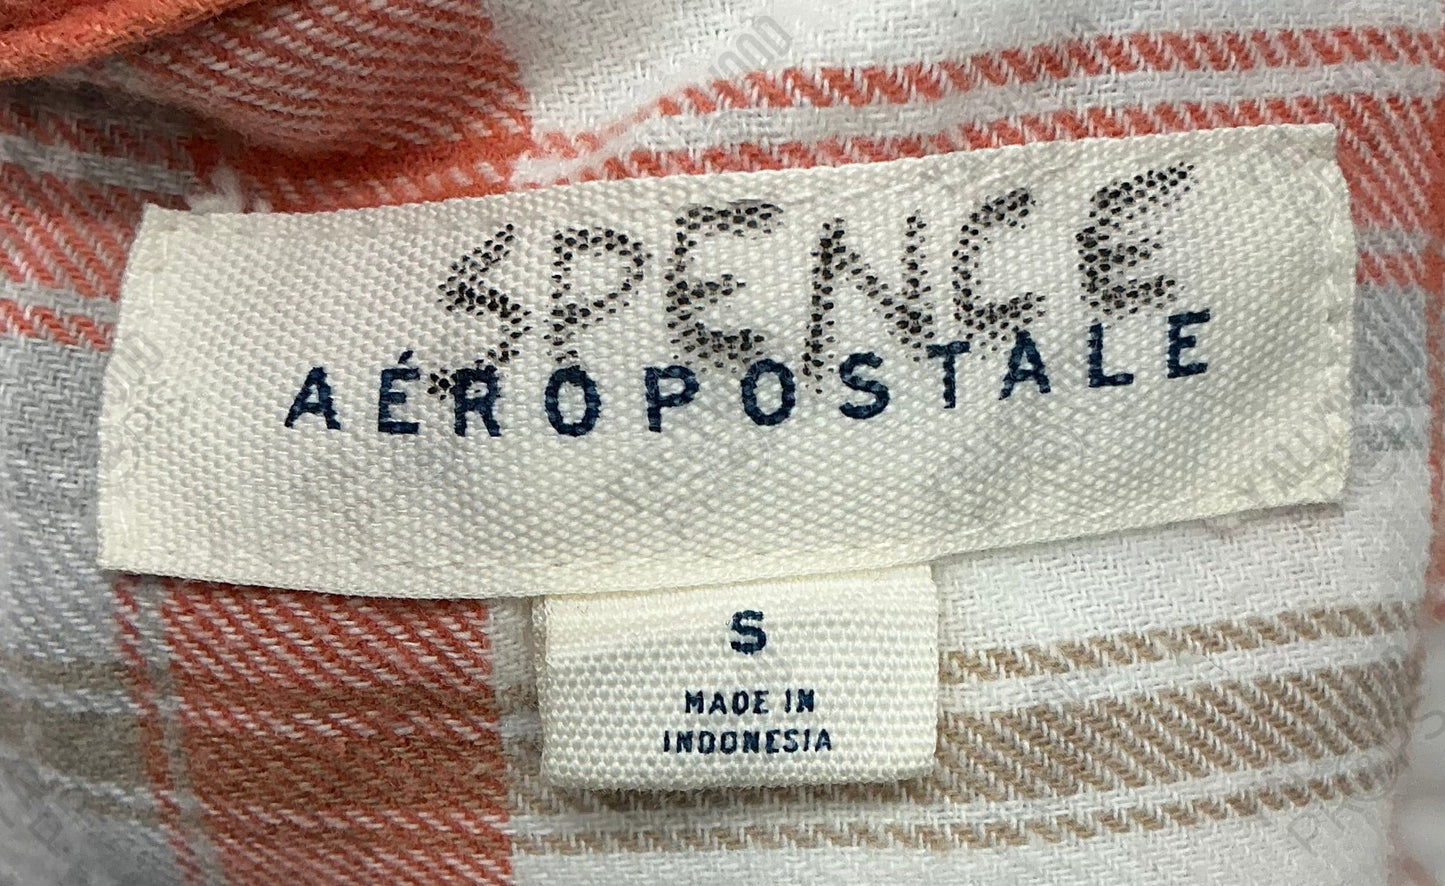 SPENCE
AÉROPOSTALE
S
MADE IN
INDONESIA